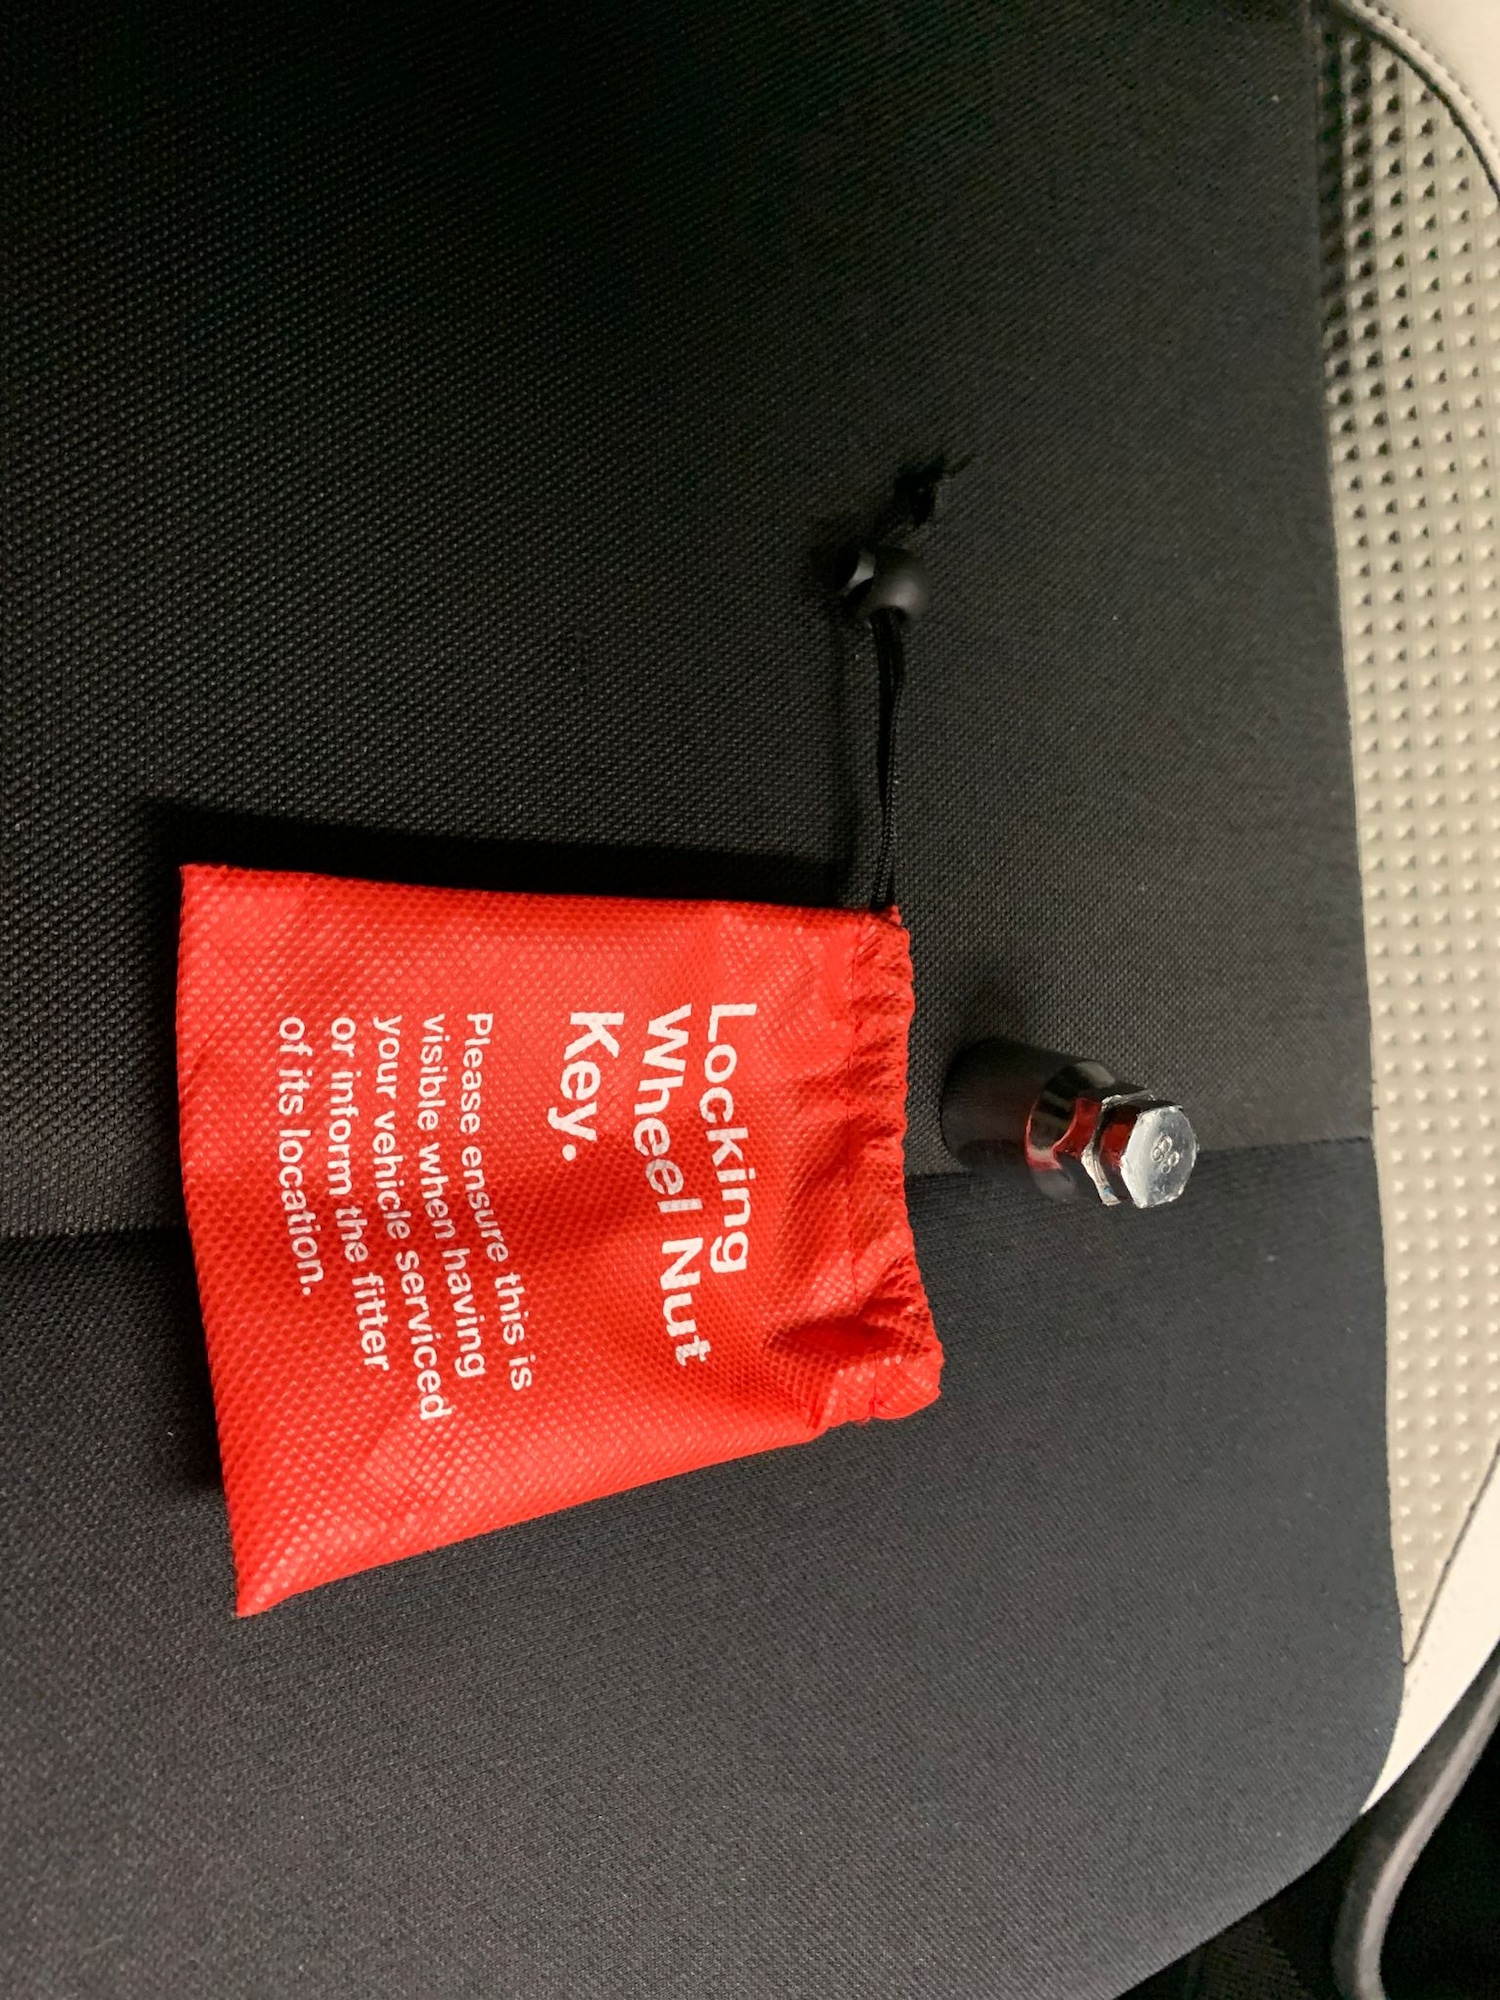 Locking
Wheel Nut
Key.
Please ensure this is
visible when having
your vehicle serviced
or inform the fitter
of its location.